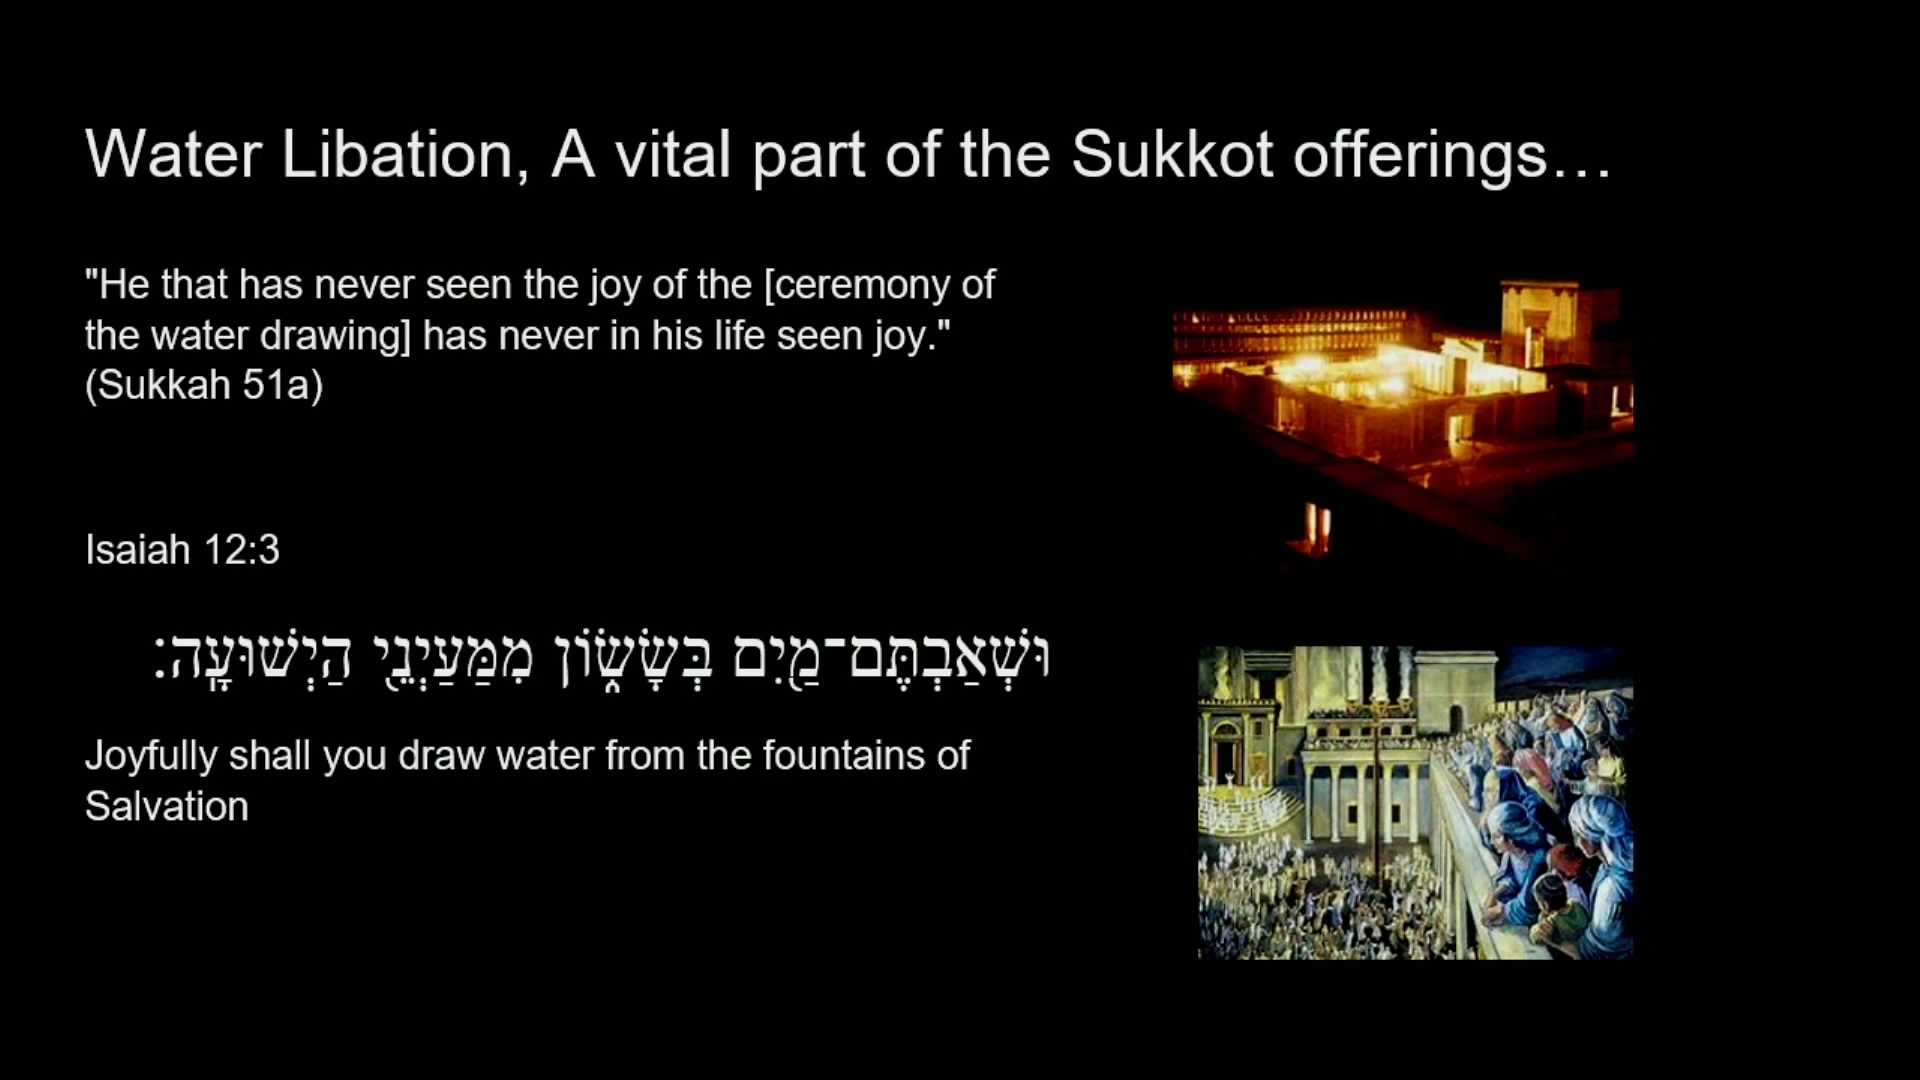 Water Libation, A vital part of the Sukkot offerings…
"He that has never seen the joy of the [ceremony of
the water drawing] has never in his life seen joy."
(Sukkah 51a)
Isaiah 12:3
וּשְׁאַבְתֶּם־מַ֖יִם בְּשָׂשׂ֑וֹן מִמַּעַיְנֵ֖י הַיְשׁוּעָֽה׃
Joyfully shall you draw water from the fountains of
Salvation